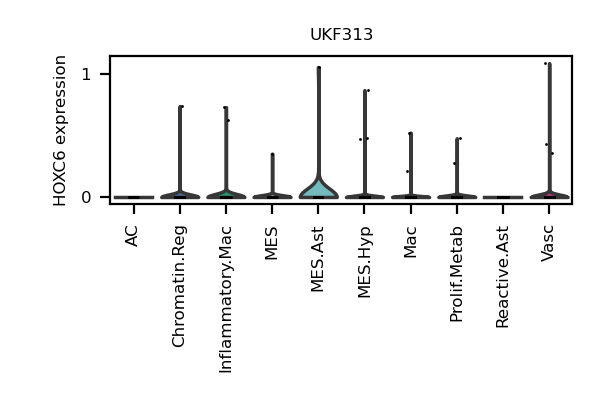 UKF313
HOXC6 expression
1
0
AC
Chromatin.Reg
Inflammatory.Mac
MES
MES.Ast
MES.Hyp
Mac
Prolif.Metab
Reactive.Ast
Vasc